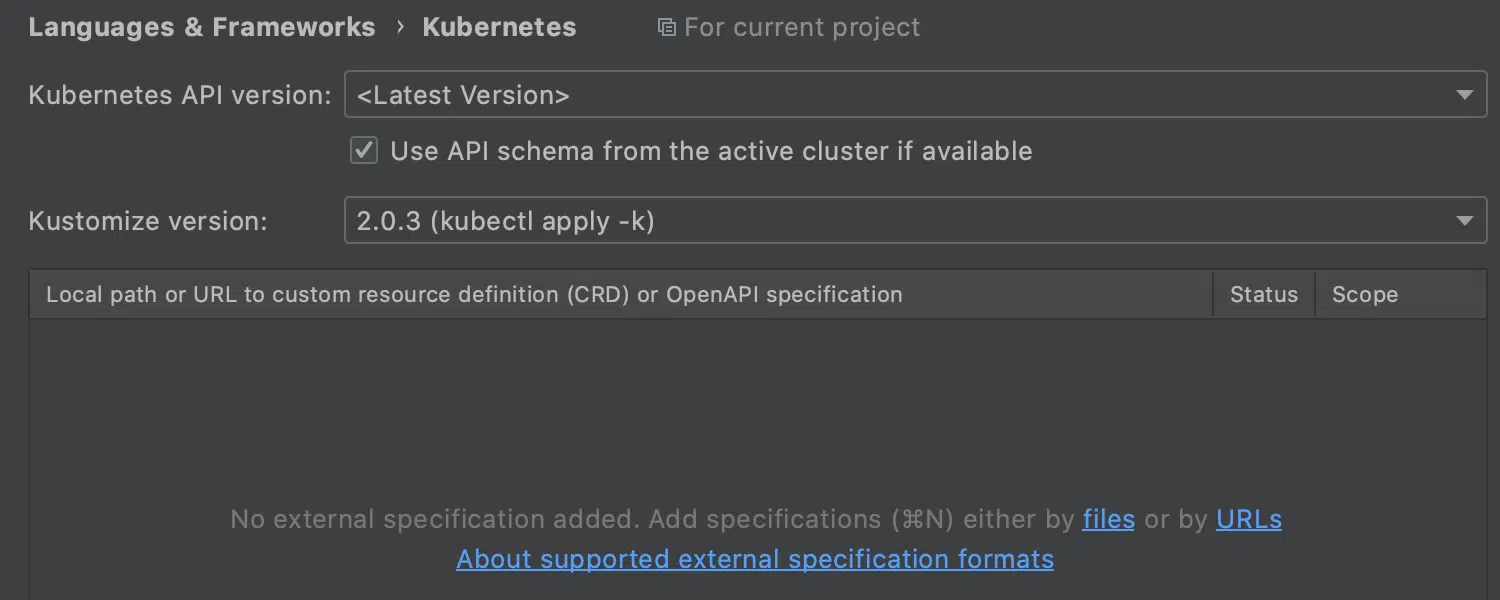 Languages & Frameworks › Kubernetes For current project
Kubernetes API version: <Latest Version>
Use API schema from the active cluster if available
Kustomize version: 2.0.3 (kubectl apply -k)
Local path or URL to custom resource definition (CRD) or OpenAPI specification Status Scope
No external specification added. Add specifications (⌘N) either by files or by URLs
About supported external specification formats